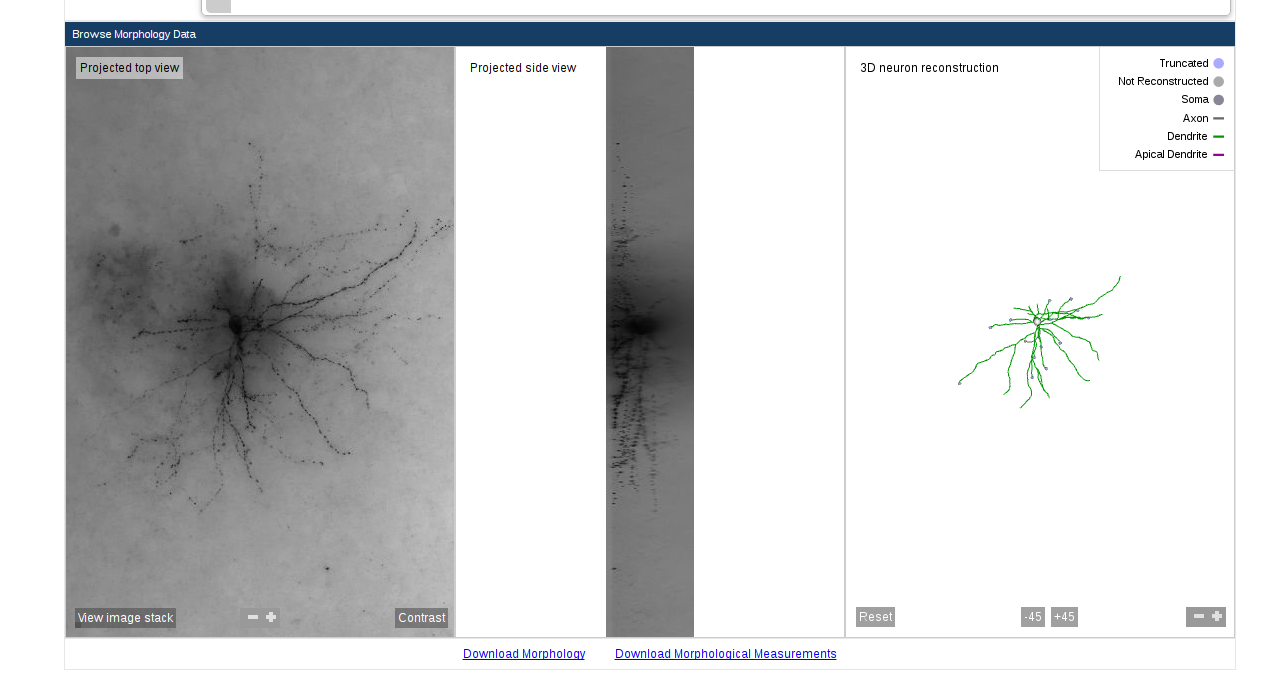 Browse Morphology Data
Projected top view
Projected side view
3D neuron reconstruction
Truncated
Not Reconstructed
Soma
Axon
Dendrite
Apical Dendrite
View image stack
Contrast
Reset
-45
+45
Download Morphology
Download Morphological Measurements